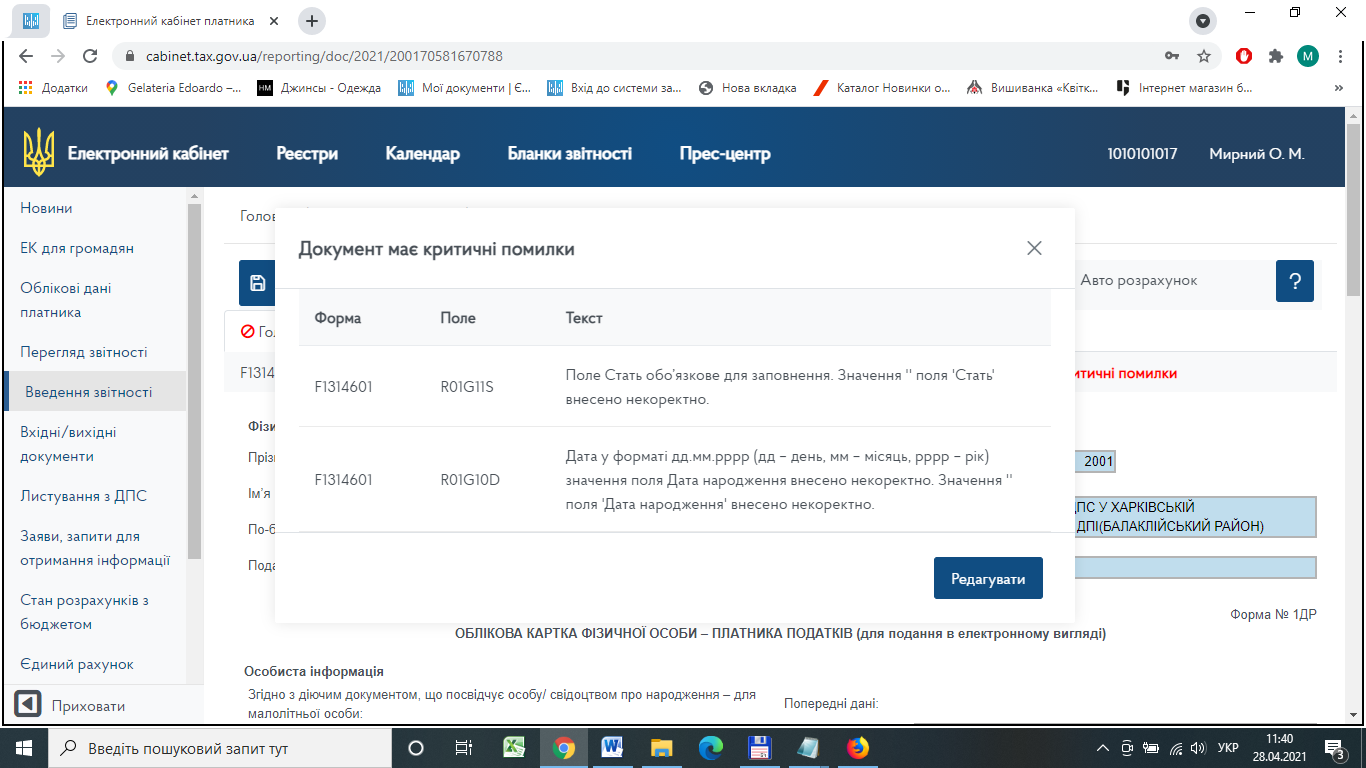 Електронний кабінет платника
cabinet.tax.gov.ua/reporting/doc/2021/200170581670788
M
Додатки
Gelateria Edoardo –...
HM
Джинсы - Одежда
Мої документи | Є...
Вхід до системи за...
Нова вкладка
Каталог Новинки о...
Вишиванка «Квітк...
Інтернет магазин б...
»
Електронний кабінет
Реєстри
Календар
Бланки звітності
Прес-центр
1010101017
Мирний О. М.
Новини
ЕК для громадян
Облікові дані
платника
Перегляд звітності
Введення звітності
Вхідні/вихідні
документи
Листування з ДПС
Заяви, запити для
отримання інформації
Стан розрахунків з
бюджетом
Єдиний рахунок
Приховати
Голов
Документ має критичні помилки
Форма
Поле
Текст
F1314601
R01G11S
Поле Стать обо’язкове для заповнення. Значення '' поля 'Стать'
внесено некоректно.
F1314601
R01G10D
Дата у форматі дд.мм.рррр (дд – день, мм – місяць, рррр – рік)
значення поля Дата народження внесено некоректно. Значення ''
поля 'Дата народження' внесено некоректно.
Редагувати
Авто розрахунок
?
Гол
F1314
итичні помилки
Фізи
Прізв
2001
Ім'я
ДПС У ХАРКІВСЬКІЙ
По-б
ДПІ(БАЛАКЛІЙСЬКИЙ РАЙОН)
Пода
Форма № 1ДР
ОБЛІКОВА КАРТКА ФІЗИЧНОЇ ОСОБИ – ПЛАТНИКА ПОДАТКІВ (для подання в електронному вигляді)
Особиста інформація
Згідно з діючим документом, що посвідчує особу/ свідоцтвом про народження – для
малолітньої особи:
Попередні дані:
Введіть пошуковий запит тут
УКР
11:40
28.04.2021
3